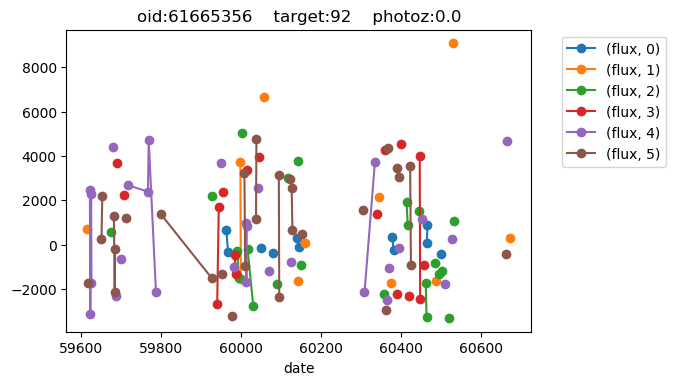 oid:61665356    target:92    photoz:0.0
8000
6000
4000
2000
0
−2000
59600
59800
60000
60200
60400
60600
date
(flux, 0)
(flux, 1)
(flux, 2)
(flux, 3)
(flux, 4)
(flux, 5)